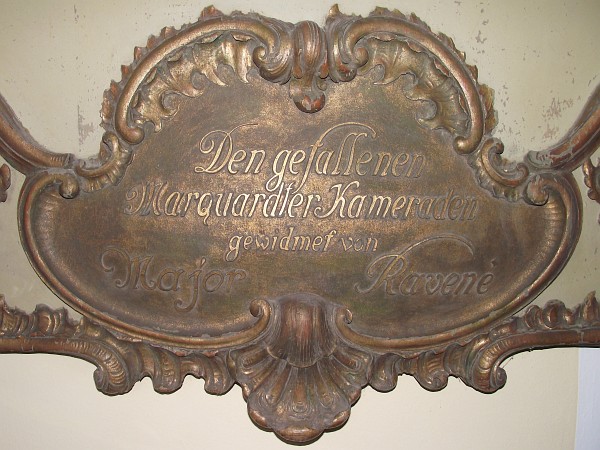 Den gefallenen
Marquardter Kameraden
gewidmet von
Major Ravené